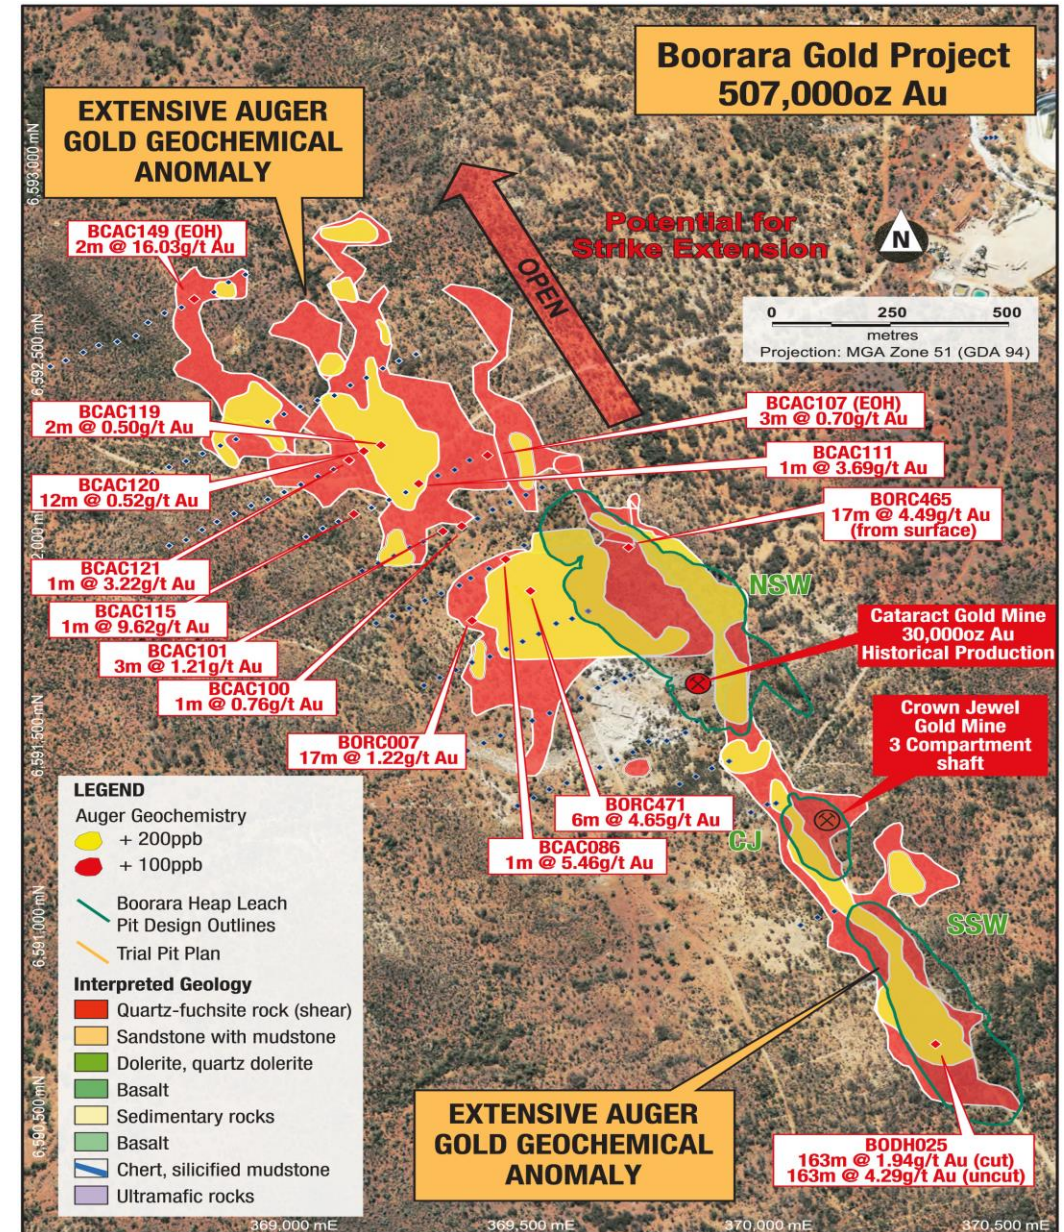 Boorara Gold Project
507,000oz Au
EXTENSIVE AUGER
GOLD GEOCHEMICAL
ANOMALY
6,593,000 mN
BCAC149 (EOH)
2m @ 16.03g/t Au
OPEN
Potential for
Strike Extension
N
0 250 500
metres
Projection: MGA Zone 51 (GDA 94)
6,592,500 mN
BCAC119
2m @ 0.50g/t Au
BCAC107 (EOH)
3m @ 0.70g/t Au
BCAC111
1m @ 3.69g/t Au
BCAC120
12m @ 0.52g/t Au
BORC465
17m @ 4.49g/t Au
(from surface)
2,000 mN
BCAC121
1m @ 3.22g/t Au
NSW
BCAC115
1m @ 9.62g/t Au
Cataract Gold Mine
30,000oz Au
Historical Production
BCAC101
3m @ 1.21g/t Au
BCAC100
1m @ 0.76g/t Au
Crown Jewel
Gold Mine
3 Compartment
shaft
6,591,500 mN
BORC007
17m @ 1.22g/t Au
BORC471
6m @ 4.65g/t Au
BCAC086
1m @ 5.46g/t Au
CJ
SSW
LEGEND
Auger Geochemistry
+ 200ppb
+ 100ppb
Boorara Heap Leach
Pit Design Outlines
Trial Pit Plan
Interpreted Geology
Quartz-fuchsite rock (shear)
Sandstone with mudstone
Dolerite, quartz dolerite
Basalt
Sedimentary rocks
Basalt
Chert, silicified mudstone
Ultramafic rocks
6,591,000 mN
6,590,500 mN
EXTENSIVE AUGER
GOLD GEOCHEMICAL
ANOMALY
BODH025
163m @ 1.94g/t Au (cut)
163m @ 4.29g/t Au (uncut)
369,000 mE
369,500 mE
370,000 mE
370,500 mE